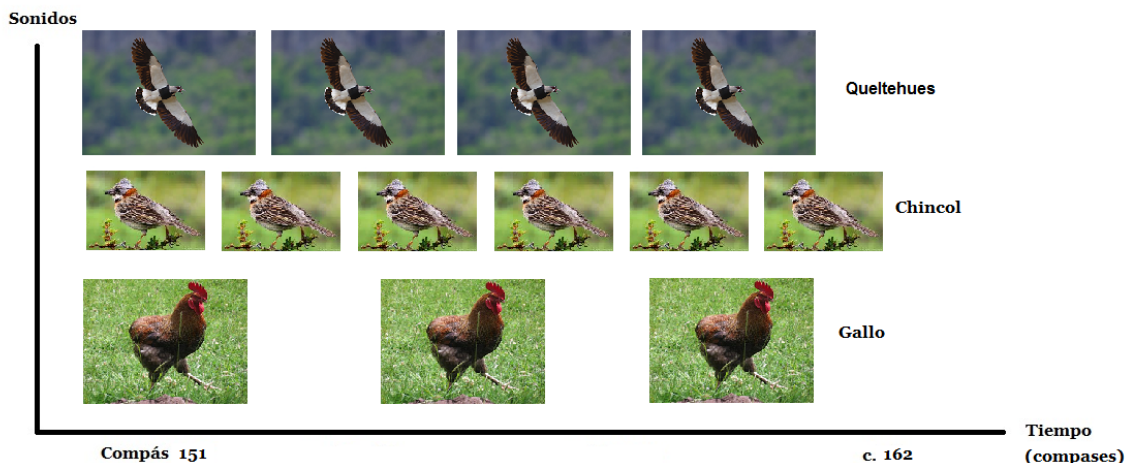 Sonidos
Queltehues
Chincol
Gallo
Compás 151
c. 162
Tiempo
(compases)